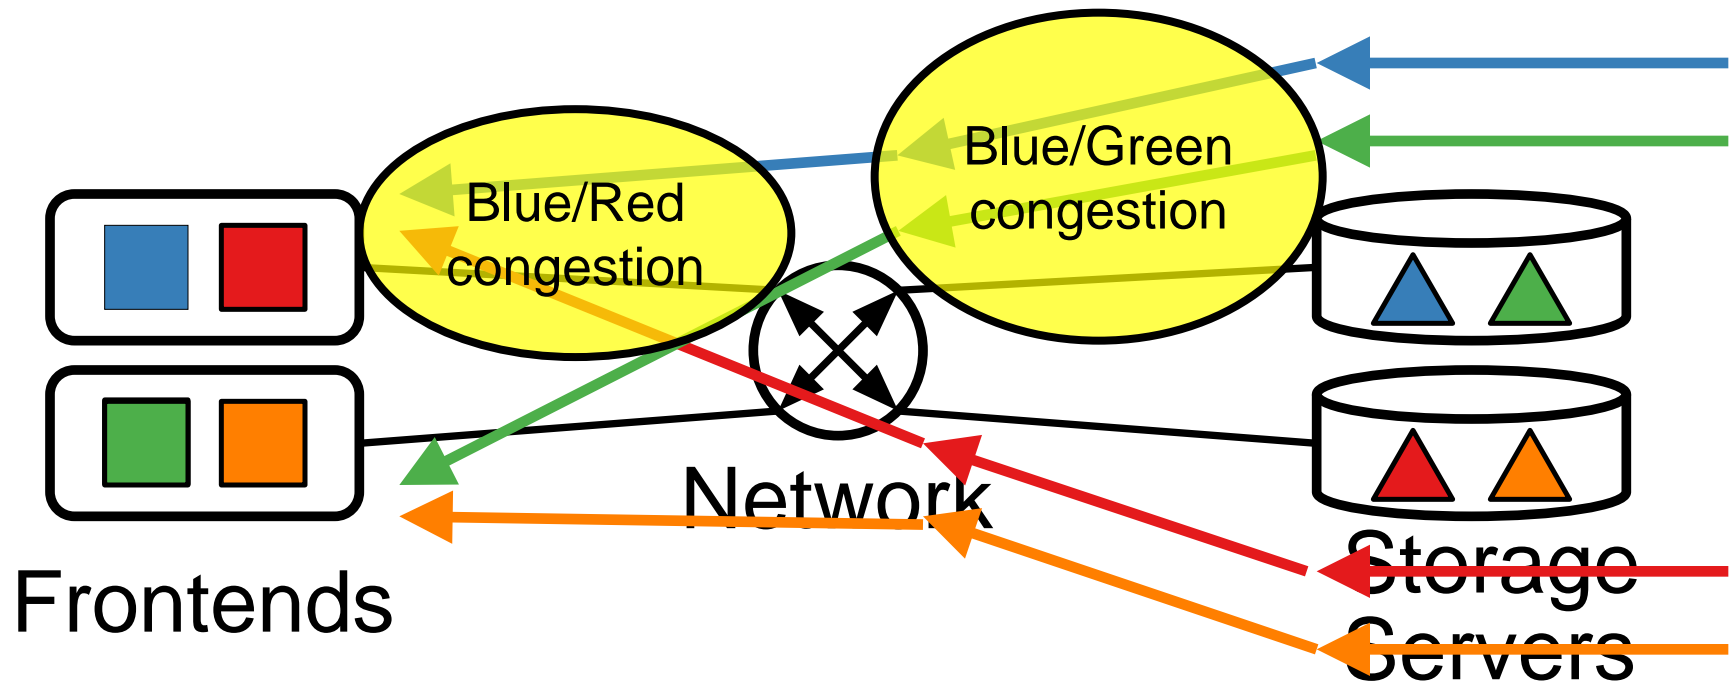 Blue/Green
congestion
Blue/Red
congestion
Network
Frontends
Storage
Servers